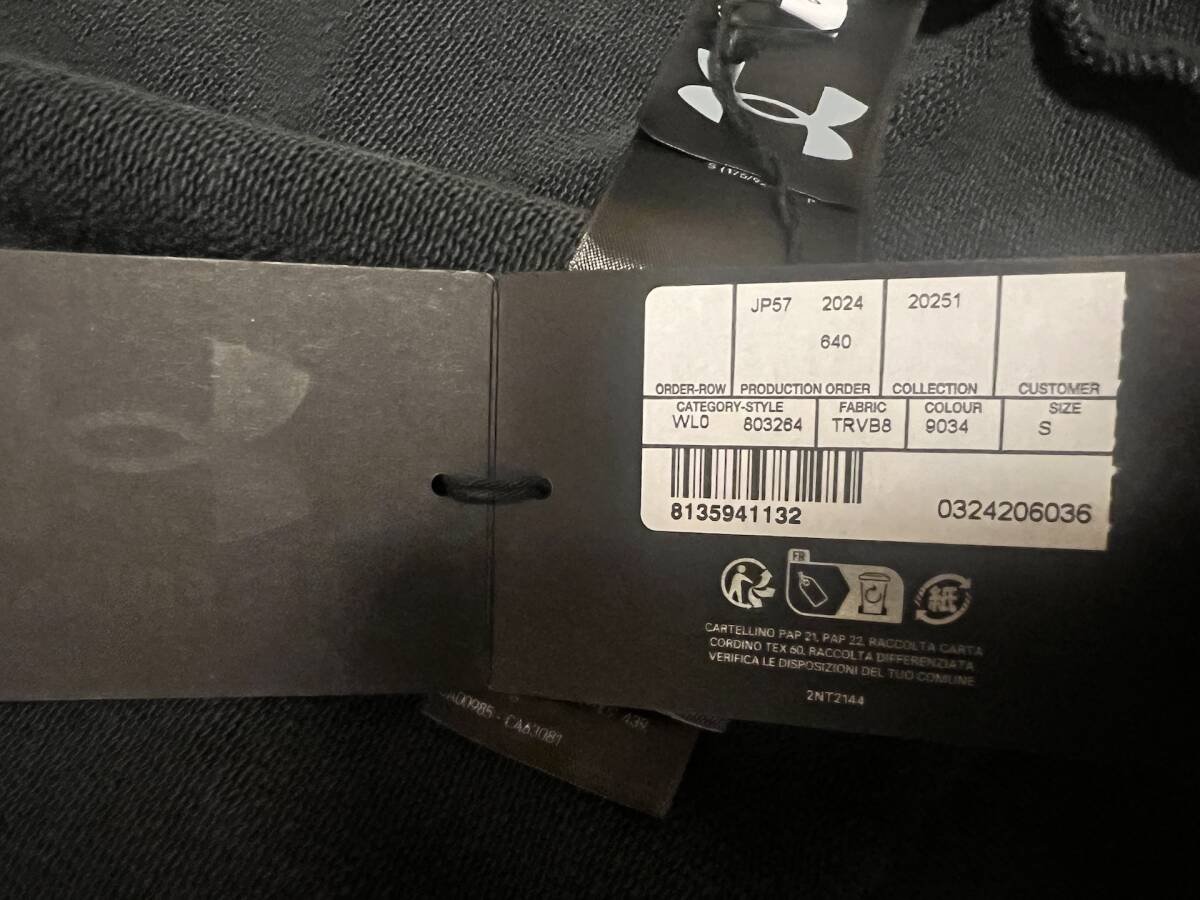 JP57 2024 20251
640
ORDER-ROW PRODUCTION ORDER COLLECTION CUSTOMER
CATEGORY-STYLE FABRIC COLOUR SIZE
WL0 803264 TRVB8 9034 S
8135941132 0324206036
FR
紙
CARTELLINO PAP 21, PAP 22, RACCOLTA CARTA
CORDINO TEX 60, RACCOLTA DIFFERENZIATA
VERIFICA LE DISPOSIZIONI DEL TUO COMUNE
2NT2144
CA63081